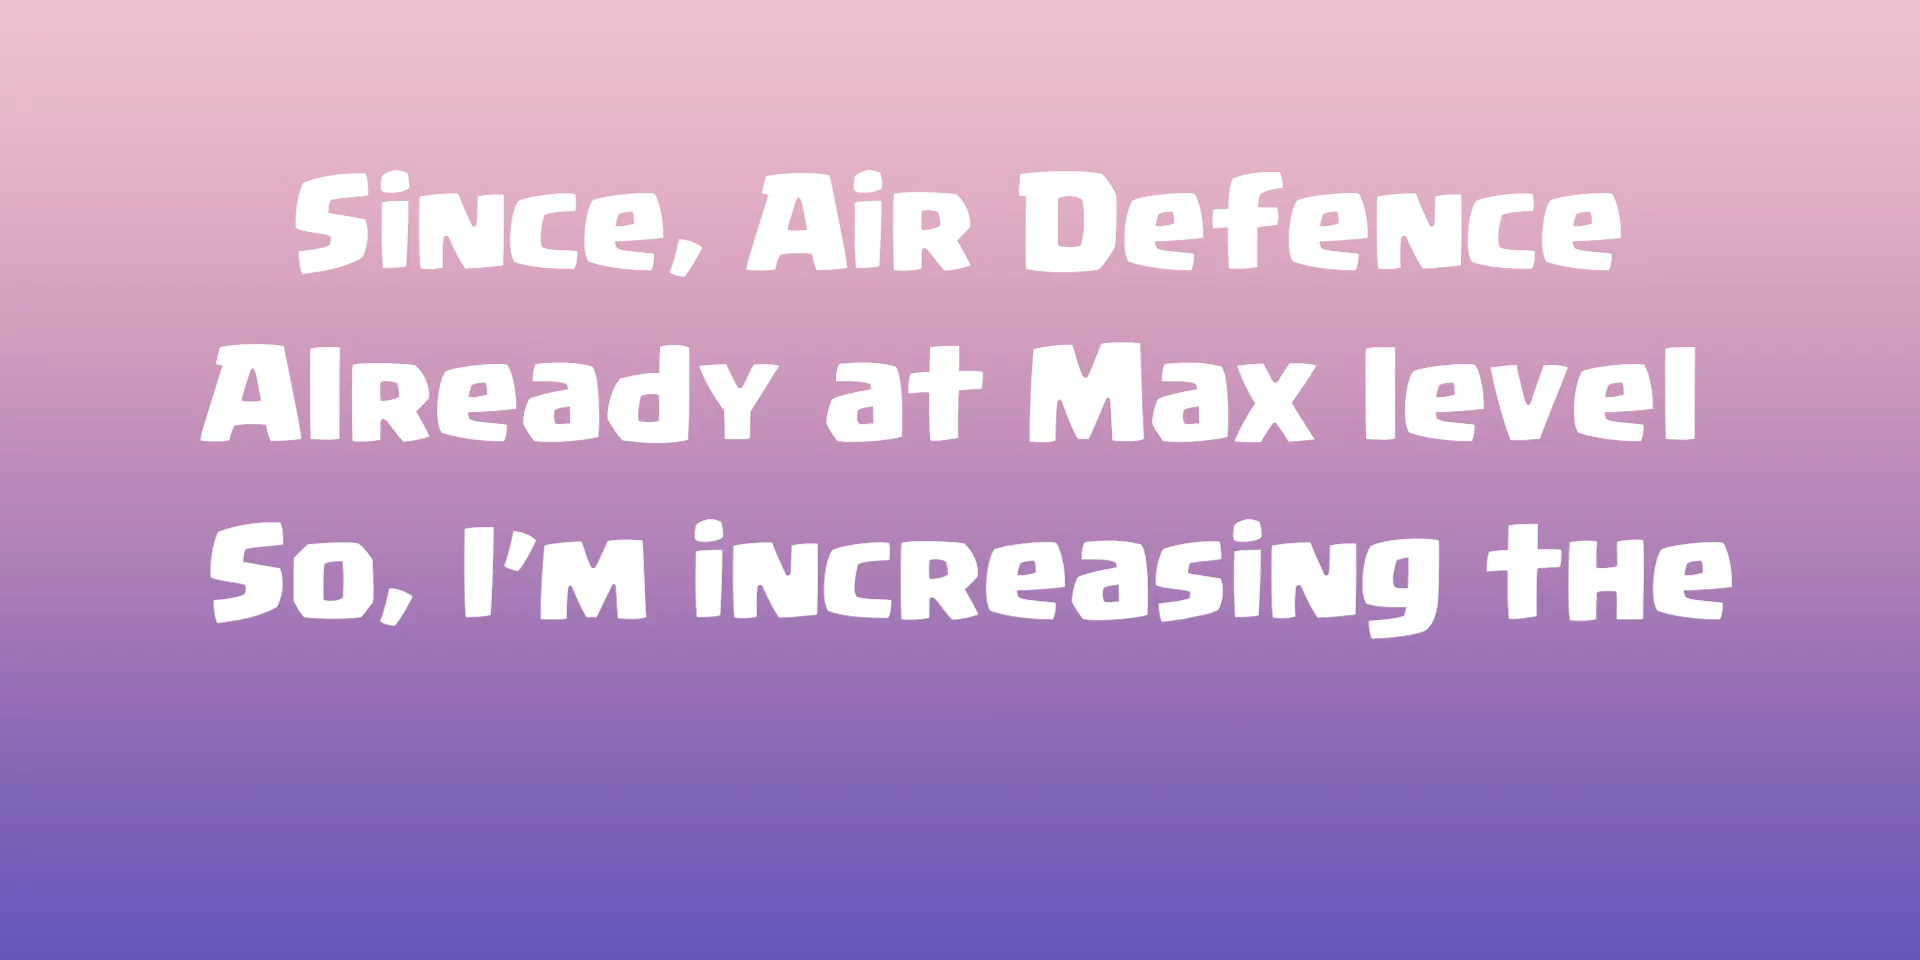 Since, Air Defence
Already at Max level
So, I'm increasing the